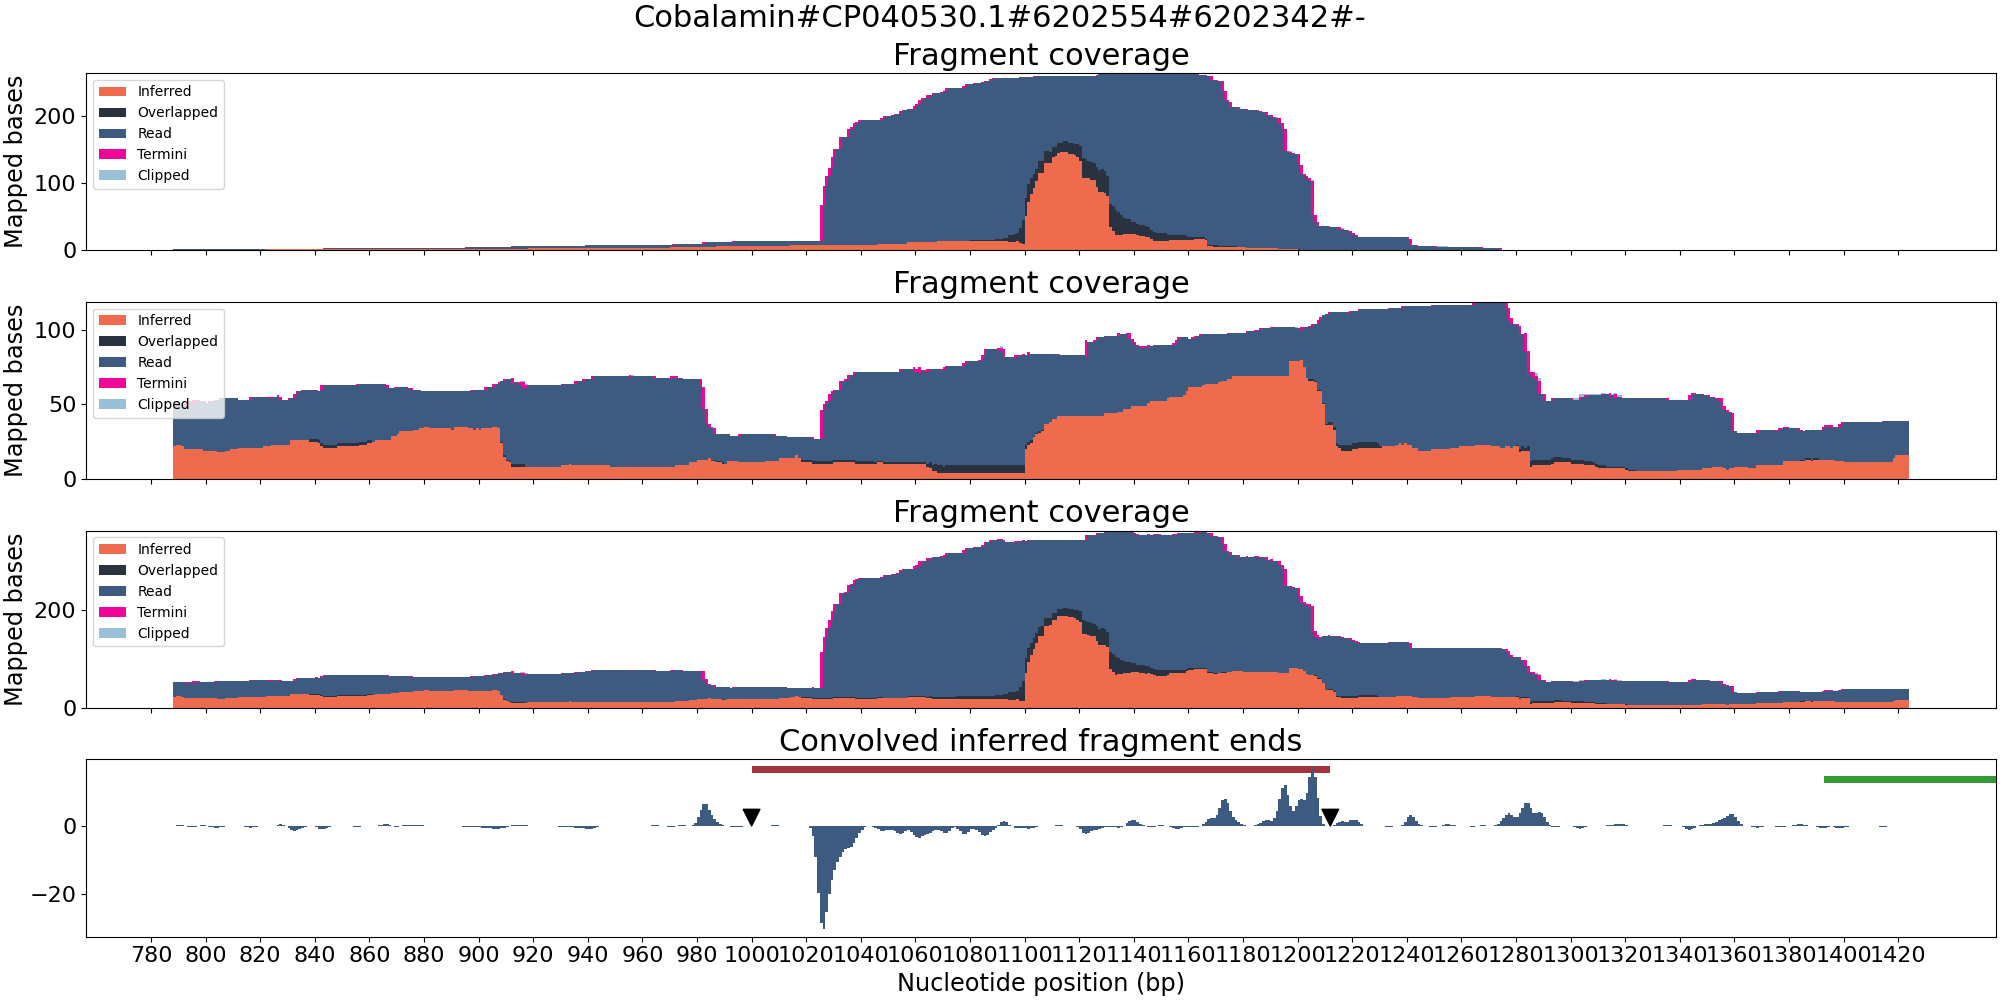 Cobalamin#CP040530.1#6202554#6202342#-
Fragment coverage
Mapped bases
200
100
0
Inferred
Overlapped
Read
Termini
Clipped
Fragment coverage
Mapped bases
100
50
0
Inferred
Overlapped
Read
Termini
Clipped
Fragment coverage
Mapped bases
200
0
Inferred
Overlapped
Read
Termini
Clipped
Convolved inferred fragment ends
0
−20
780 800 820 840 860 880 900 920 940 960 980 1000 1020 1040 1060 1080 1100 1120 1140 1160 1180 1200 1220 1240 1260 1280 1300 1320 1340 1360 1380 1400 1420
Nucleotide position (bp)